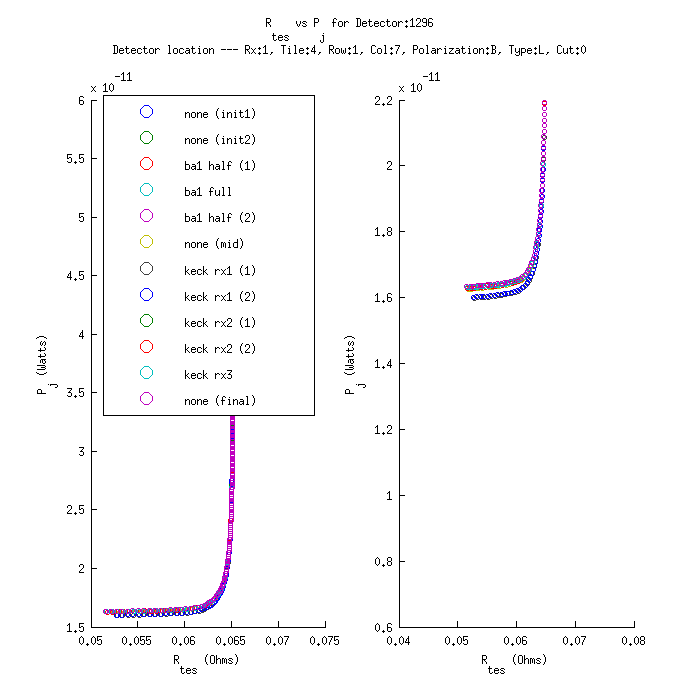 R tes vs P j for Detector:1296
Detector location --- Rx:1, Tile:4, Row:1, Col:7, Polarization:B, Type:L, Cut:0
x 10^-11
6
5.5
5
4.5
4
3.5
3
2.5
2
1.5
0.05 0.055 0.06 0.065 0.07 0.075
P j (Watts)
R tes (Ohms)
none (init1)
none (init2)
ba1 half (1)
ba1 full
ba1 half (2)
none (mid)
keck rx1 (1)
keck rx1 (2)
keck rx2 (1)
keck rx2 (2)
keck rx3
none (final)
x 10^-11
2.2
2
1.8
1.6
1.4
1.2
1
0.8
0.6
0.04 0.05 0.06 0.07 0.08
P j (Watts)
R tes (Ohms)